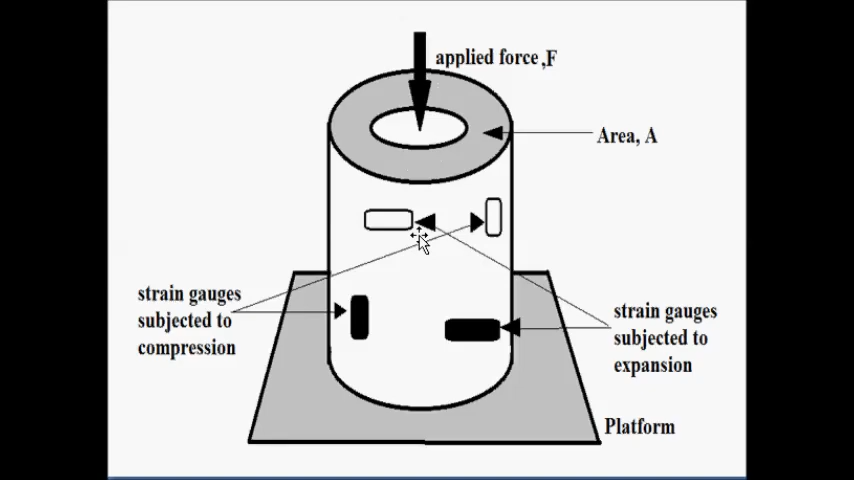 applied force ,F
Area, A
strain gauges
subjected to
compression
strain gauges
subjected to
expansion
Platform